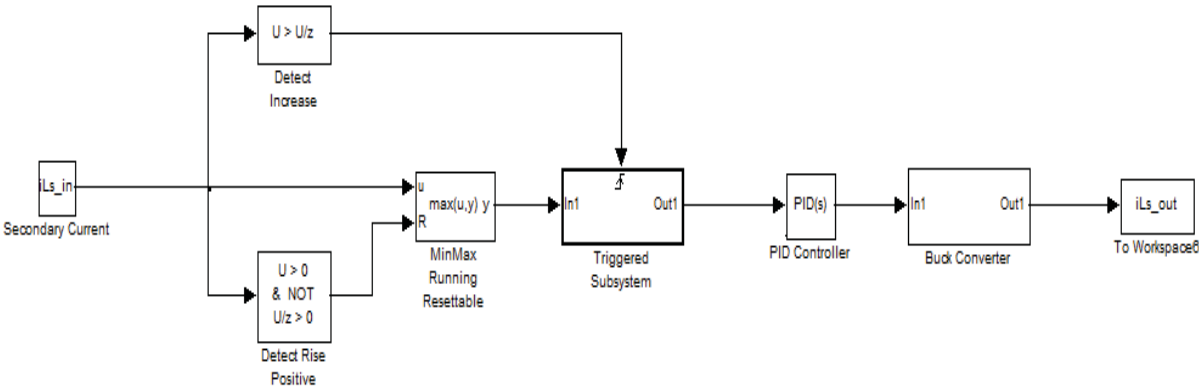 U > U/z
Detect
Increase
iLs_in
Secondary Current
u
R
max(u,y) y
MinMax
Running
Resettable
In1
Out1
Triggered
Subsystem
PID(s)
PID Controller
In1
Out1
Buck Converter
iLs_out
To Workspace6
U > 0
& NOT
U/z > 0
Detect Rise
Positive